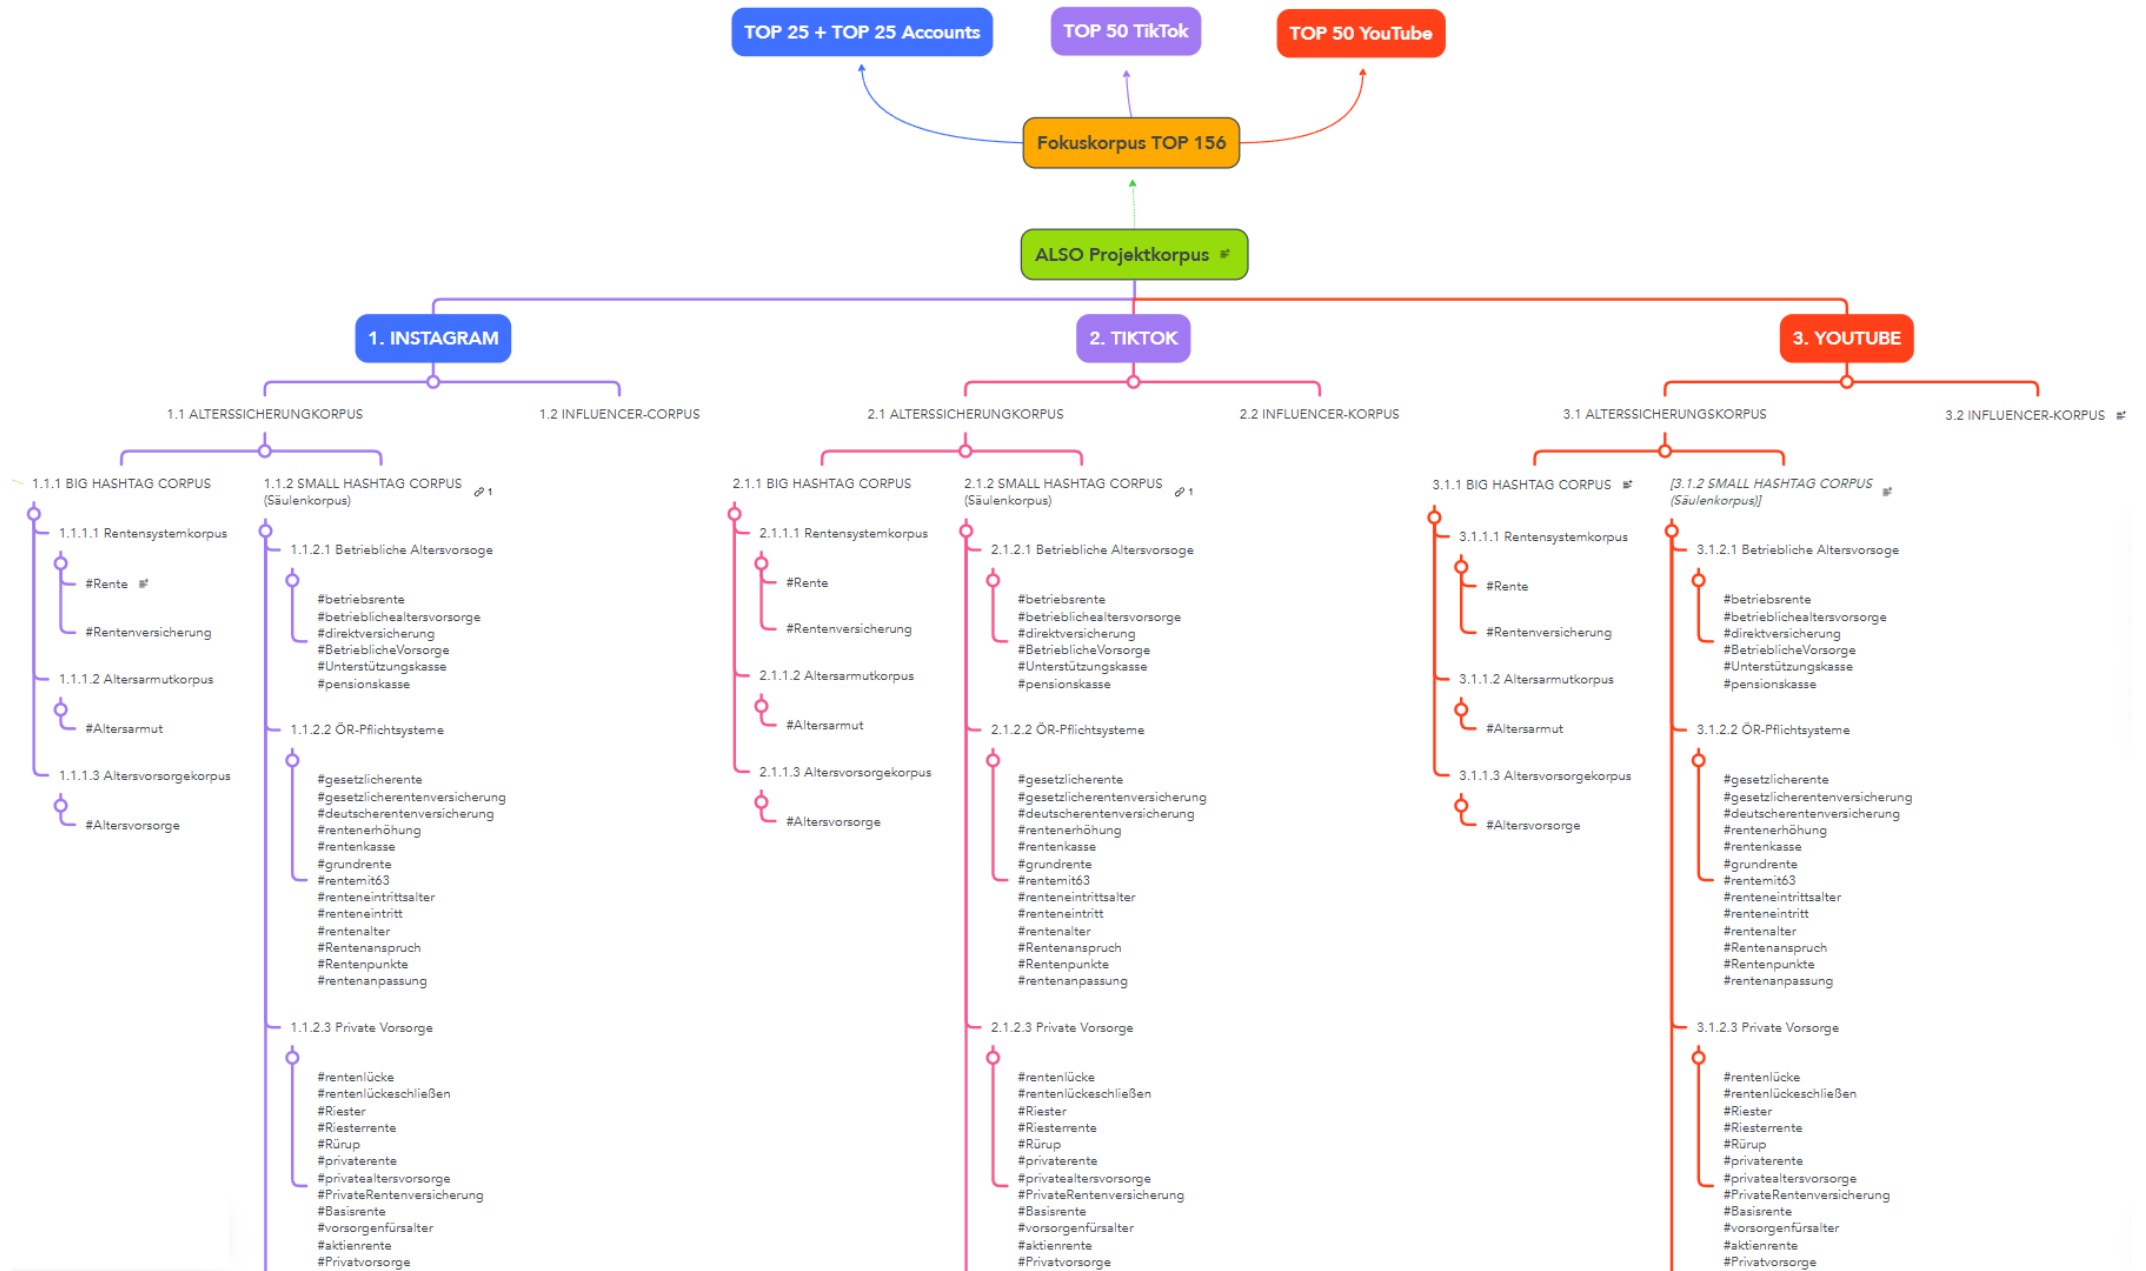 TOP 25 + TOP 25 Accounts
TOP 50 TikTok
TOP 50 YouTube
Fokuskorpus TOP 156
ALSO Projektkorpus
1. INSTAGRAM
1.1 ALTERSSICHERUNGKORPUS
1.2 INFLUENCER-CORPUS
1.1.1 BIG HASHTAG CORPUS
1.1.1.1 Rentensystemkorpus
#Rente
#Rentenversicherung
1.1.1.2 Altersarmutkorpus
#Altersarmut
1.1.1.3 Altersvorsorgekorpus
#Altersvorsorge
1.1.2 SMALL HASHTAG CORPUS
(Säulenkorpus)
1
1.1.2.1 Betriebliche Altersvorsoge
#betriebsrente
#betrieblichealtersvorsorge
#direktversicherung
#BetrieblicheVorsorge
#Unterstützungskasse
#pensionskasse
1.1.2.2 ÖR-Pflichtsysteme
#gesetzlicherente
#gesetzlicherentenversicherung
#deutscherentenversicherung
#rentenerhöhung
#rentenkasse
#grundrente
#rentemit63
#renteneintrittsalter
#renteneintritt
#rentenalter
#Rentenanspruch
#Rentenpunkte
#rentenanpassung
1.1.2.3 Private Vorsorge
#rentenlücke
#rentenlückeschließen
#Riester
#Riesterrente
#Rürup
#privaterente
#privatealtersvorsorge
#PrivateRentenversicherung
#Basisrente
#vorsorgenfürsalter
#aktienrente
#Privatvorsorge
2. TIKTOK
2.1 ALTERSSICHERUNGKORPUS
2.2 INFLUENCER-KORPUS
2.1.1 BIG HASHTAG CORPUS
2.1.1.1 Rentensystemkorpus
#Rente
#Rentenversicherung
2.1.1.2 Altersarmutkorpus
#Altersarmut
2.1.1.3 Altersvorsorgekorpus
#Altersvorsorge
2.1.2 SMALL HASHTAG CORPUS
(Säulenkorpus)
1
2.1.2.1 Betriebliche Altersvorsoge
#betriebsrente
#betrieblichealtersvorsorge
#direktversicherung
#BetrieblicheVorsorge
#Unterstützungskasse
#pensionskasse
2.1.2.2 ÖR-Pflichtsysteme
#gesetzlicherente
#gesetzlicherentenversicherung
#deutscherentenversicherung
#rentenerhöhung
#rentenkasse
#grundrente
#rentemit63
#renteneintrittsalter
#renteneintritt
#rentenalter
#Rentenanspruch
#Rentenpunkte
#rentenanpassung
2.1.2.3 Private Vorsorge
#rentenlücke
#rentenlückeschließen
#Riester
#Riesterrente
#Rürup
#privaterente
#privatealtersvorsorge
#PrivateRentenversicherung
#Basisrente
#vorsorgenfürsalter
#aktienrente
#Privatvorsorge
3. YOUTUBE
3.1 ALTERSSICHERUNGSKORPUS
3.2 INFLUENCER-KORPUS
3.1.1 BIG HASHTAG CORPUS
3.1.1.1 Rentensystemkorpus
#Rente
#Rentenversicherung
3.1.1.2 Altersarmutkorpus
#Altersarmut
3.1.1.3 Altersvorsorgekorpus
#Altersvorsorge
[3.1.2 SMALL HASHTAG CORPUS
(Säulenkorpus)]
3.1.2.1 Betriebliche Altersvorsoge
#betriebsrente
#betrieblichealtersvorsorge
#direktversicherung
#BetrieblicheVorsorge
#Unterstützungskasse
#pensionskasse
3.1.2.2 ÖR-Pflichtsysteme
#gesetzlicherente
#gesetzlicherentenversicherung
#deutscherentenversicherung
#rentenerhöhung
#rentenkasse
#grundrente
#rentemit63
#renteneintrittsalter
#renteneintritt
#rentenalter
#Rentenanspruch
#Rentenpunkte
#rentenanpassung
3.1.2.3 Private Vorsorge
#rentenlücke
#rentenlückeschließen
#Riester
#Riesterrente
#Rürup
#privaterente
#privatealtersvorsorge
#PrivateRentenversicherung
#Basisrente
#vorsorgenfürsalter
#aktienrente
#Privatvorsorge